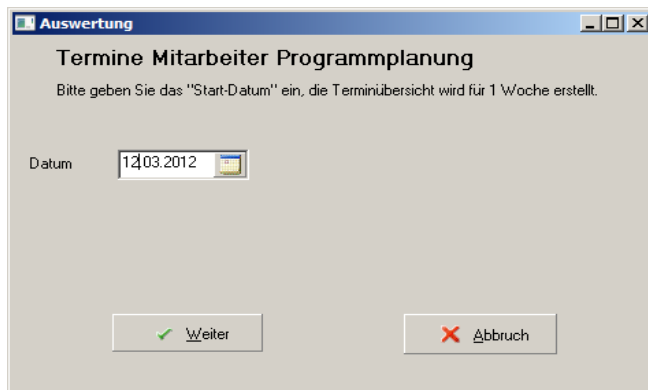 Auswertung
Termine Mitarbeiter Programmplanung
Bitte geben Sie das "Start-Datum" ein, die Terminübersicht wird für 1 Woche erstellt.
Datum 12.03.2012
Weiter Abbruch